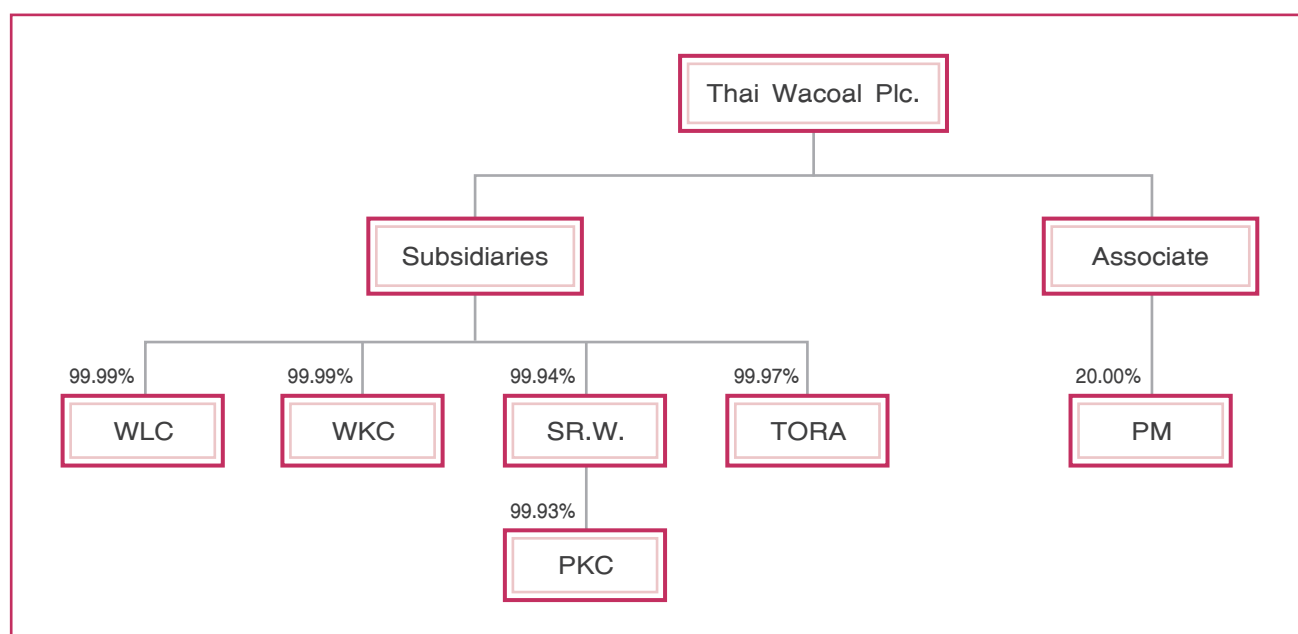 Thai Wacoal Plc.
Subsidiaries
Associate
99.99%
99.99%
99.94%
99.97%
20.00%
WLC
WKC
SR.W.
TORA
PM
99.93%
PKC